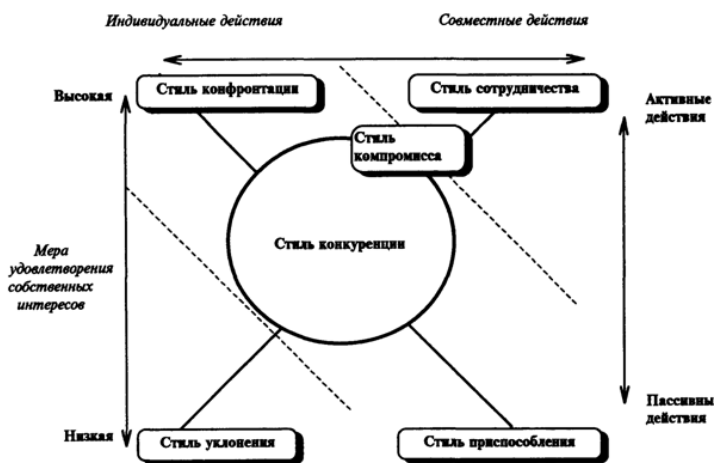 Индивидуальные действия
Совместные действия
Высокая
Стиль конфронтации
Стиль сотрудничества
Активные
действия
Стиль
компромисса
Стиль конкуренции
Мера
удовлетворения
собственных
интересов
Пассивны
действия
Низкая
Стиль уклонения
Стиль приспособления